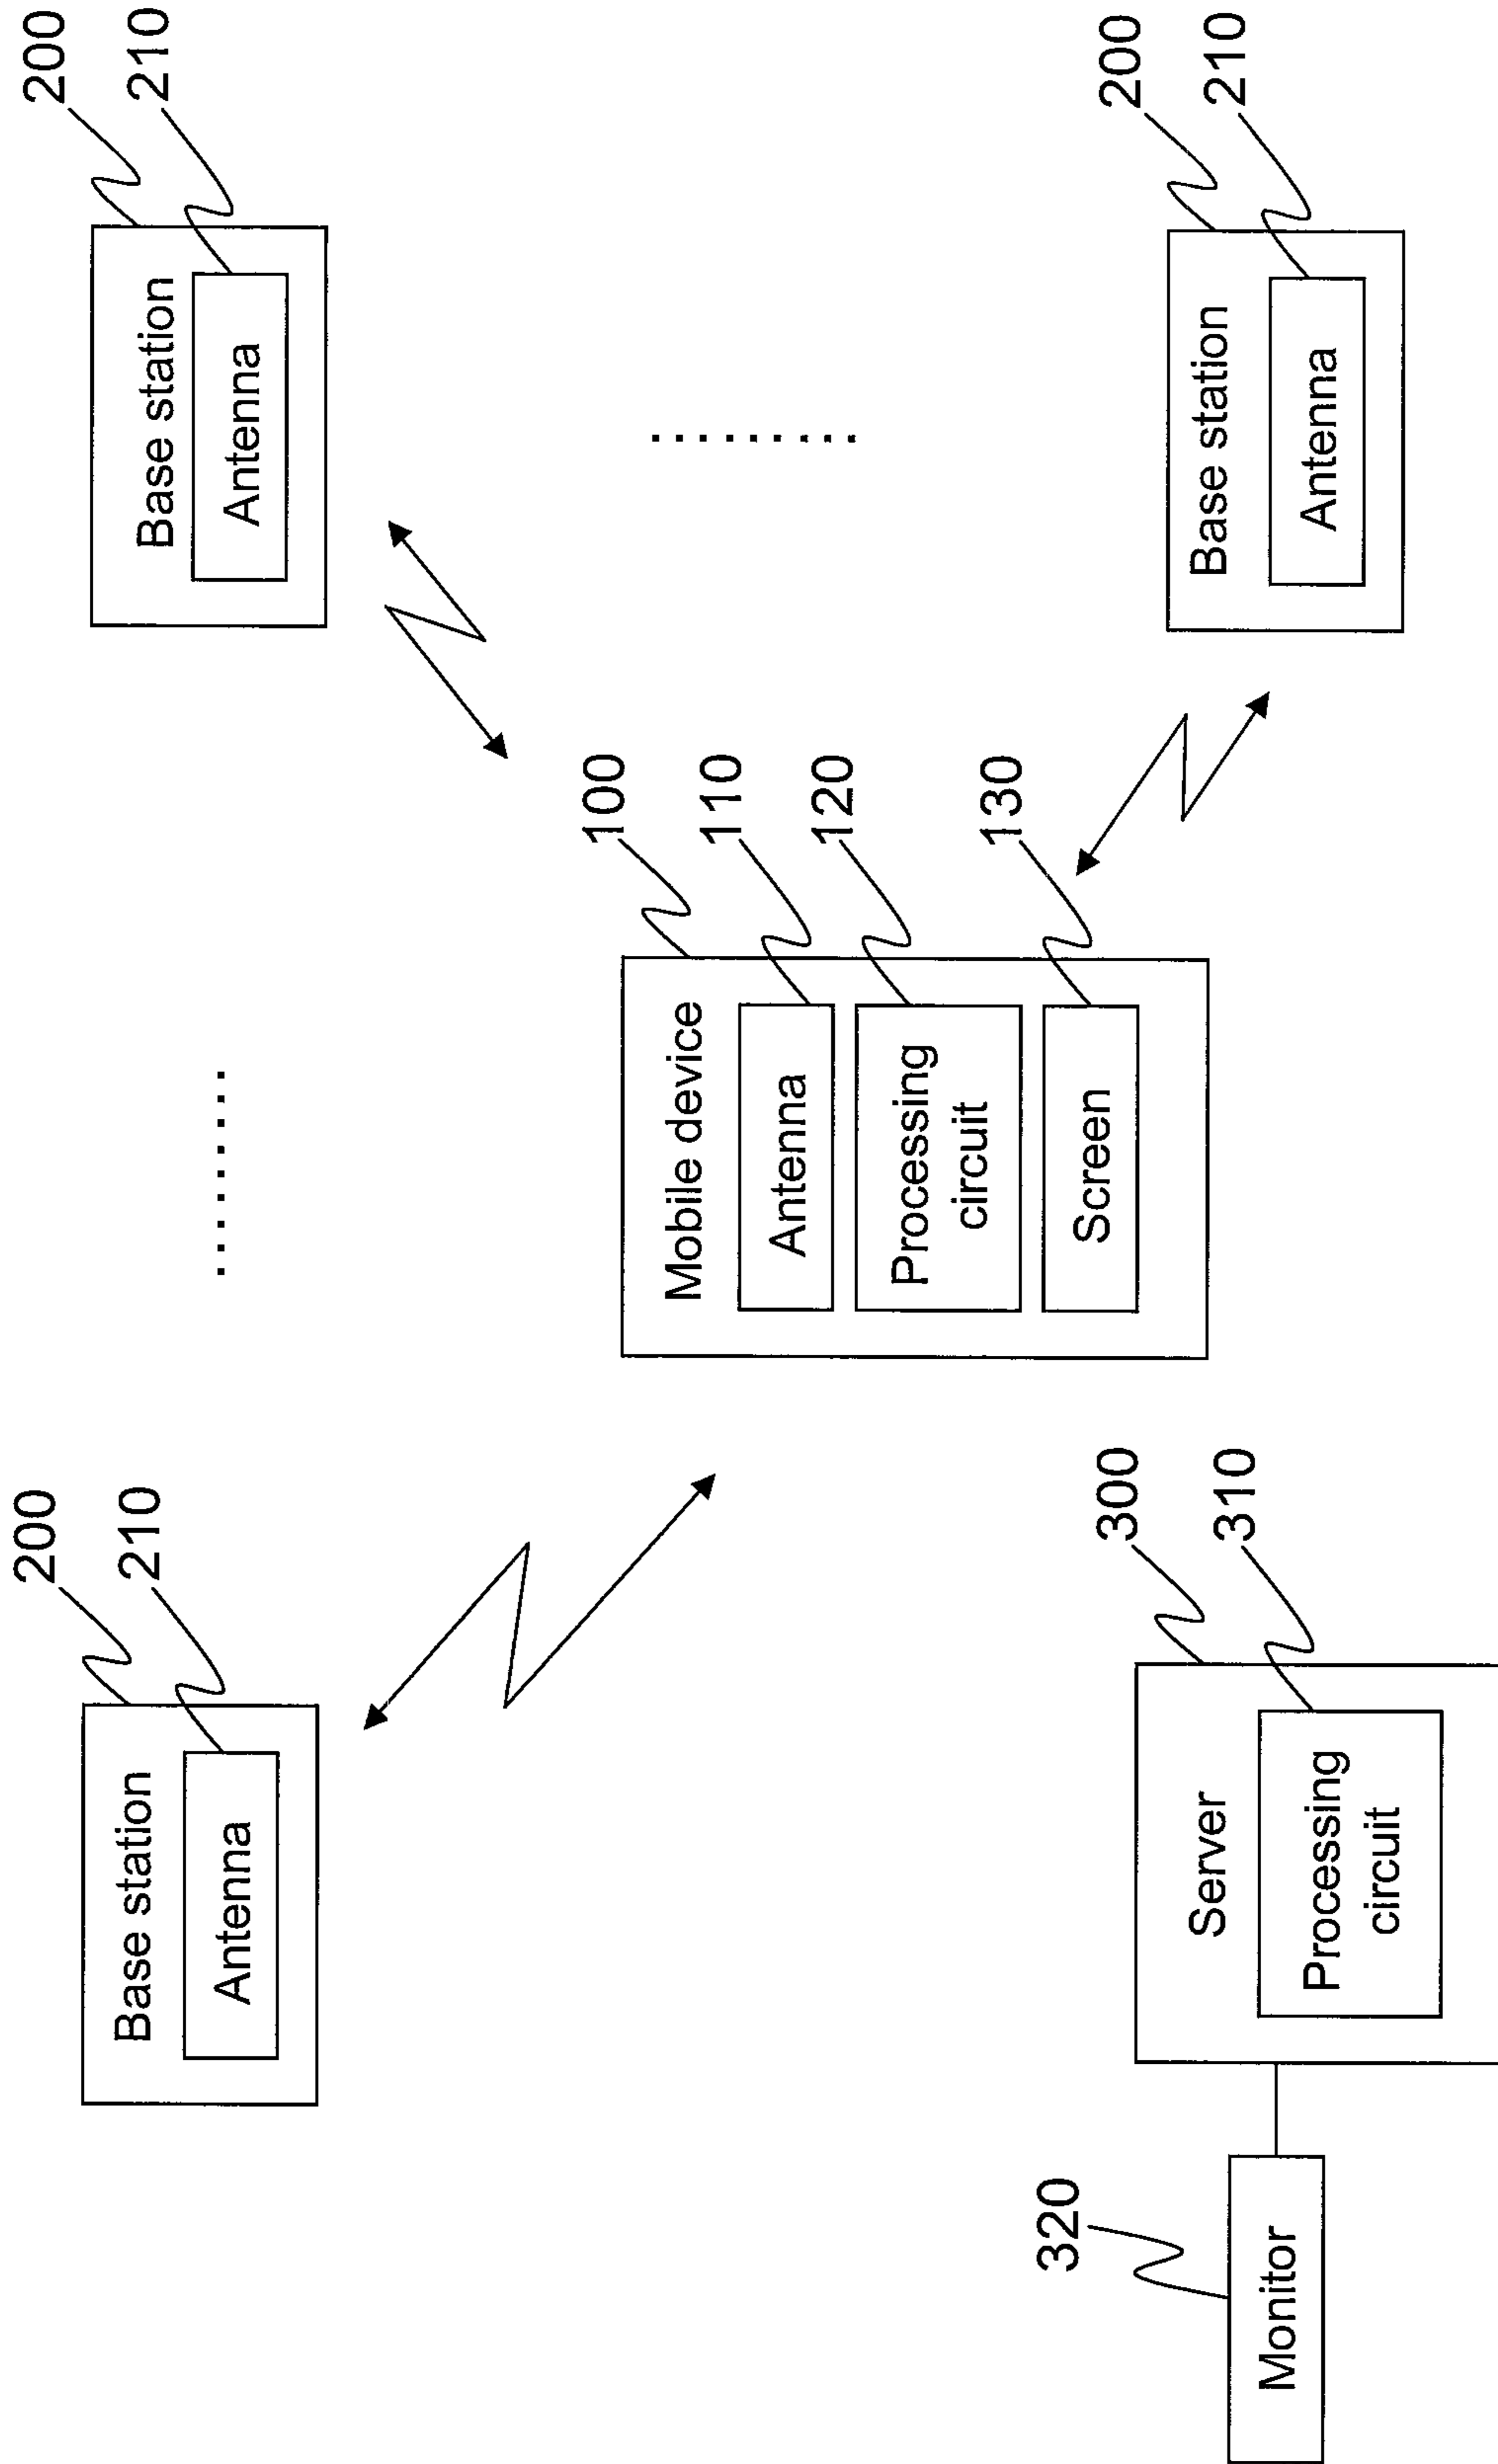 200
210
Base station
Antenna
200
210
Base station
Antenna
100
110
120
130
Mobile device
Antenna
Processing
circuit
Screen
200
210
Base station
Antenna
300
310
Server
Processing
circuit
320
Monitor